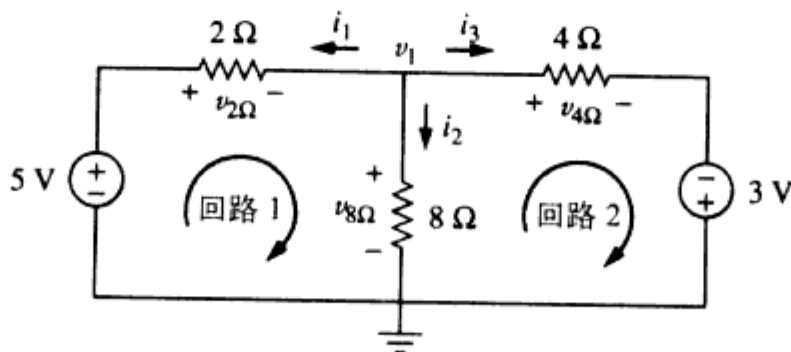 2 Ω i₁ v₁ i₃ 4 Ω
+ v₂Ω − + v₄Ω −
i₂
5 V + − 回路 1 + v₈Ω − 8 Ω 回路 2 − + 3 V